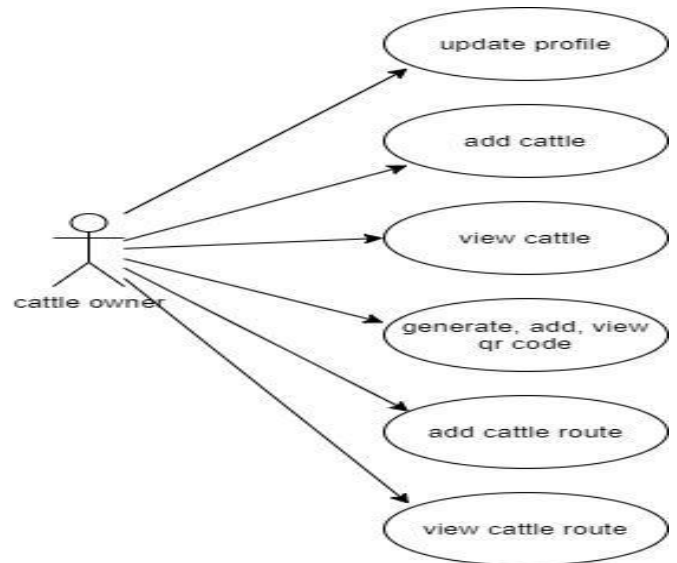 update profile
add cattle
view cattle
cattle owner
generate, add, view
qr code
add cattle route
view cattle route